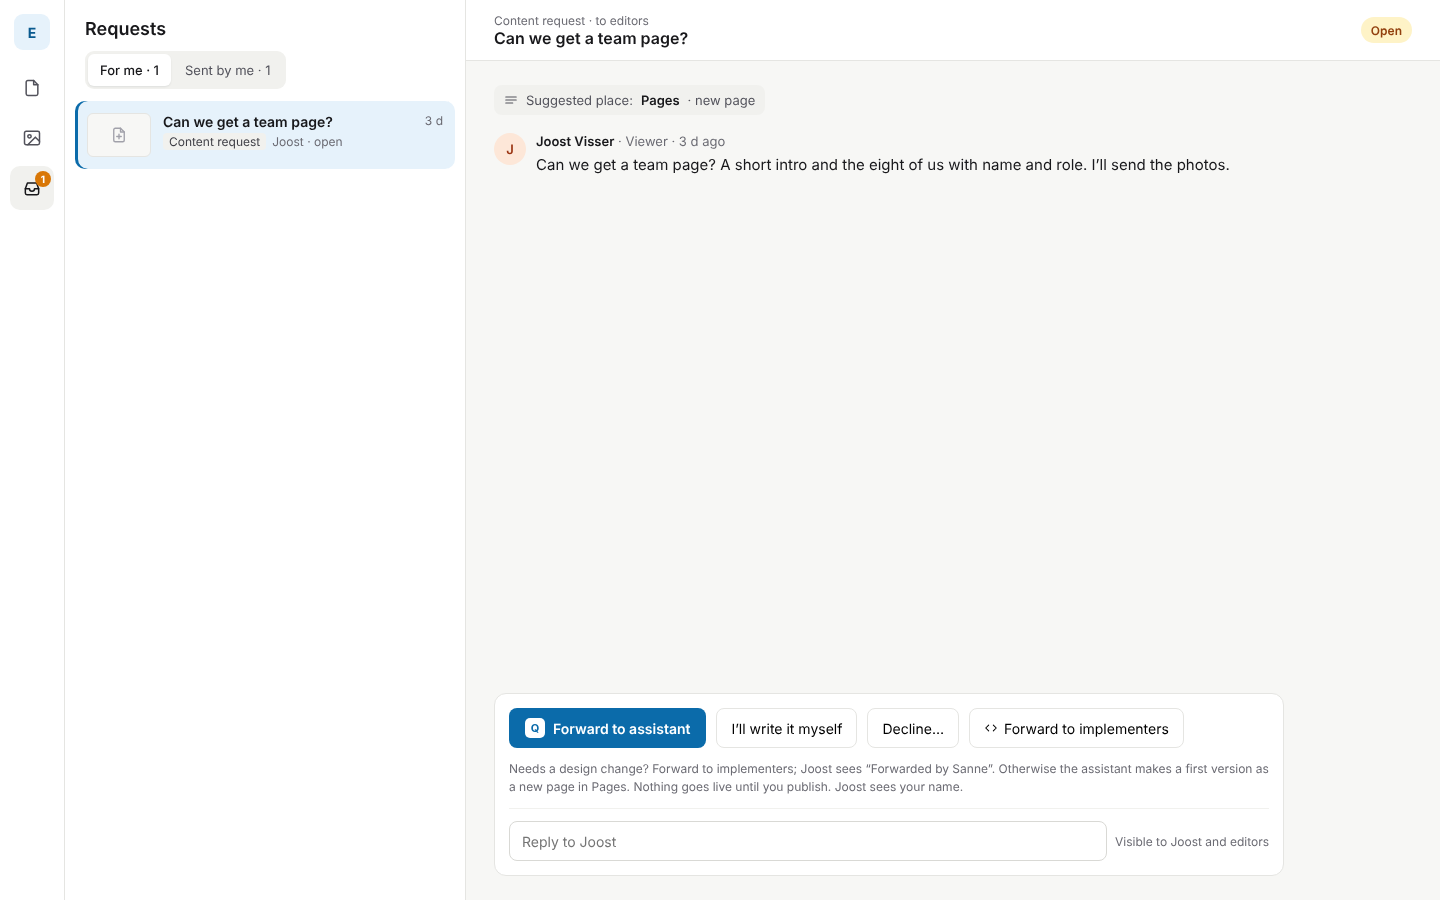 E
1
Requests
For me · 1
Sent by me · 1
Can we get a team page?
3 d
Content request
Joost · open
Content request · to editors
Can we get a team page?
Open
Suggested place: Pages · new page
J
Joost Visser · Viewer · 3 d ago
Can we get a team page? A short intro and the eight of us with name and role. I’ll send the photos.
Q Forward to assistant
I’ll write it myself
Decline…
Forward to implementers
Needs a design change? Forward to implementers; Joost sees “Forwarded by Sanne”. Otherwise the assistant makes a first version as
a new page in Pages. Nothing goes live until you publish. Joost sees your name.
Reply to Joost
Visible to Joost and editors